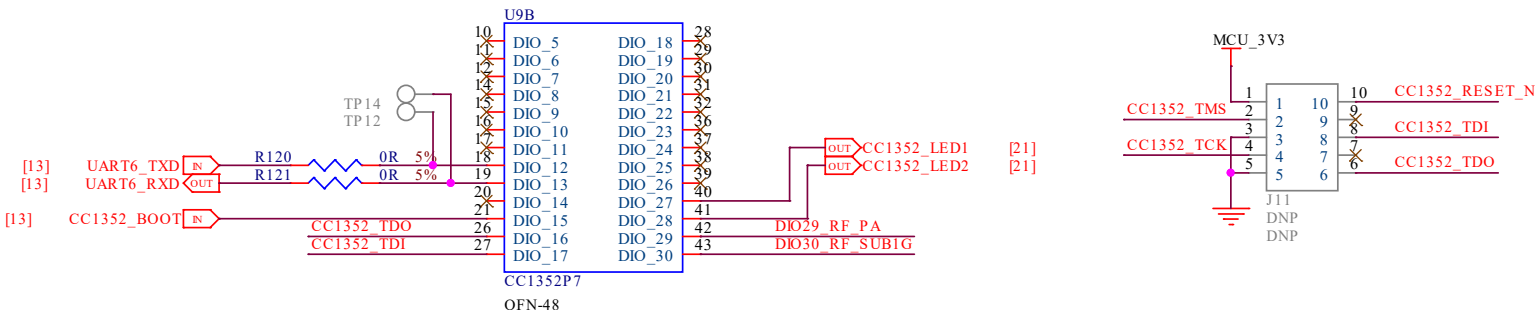 U9B
10 DIO_5 DIO_18 28
11 DIO_6 DIO_19 29
12 DIO_7 DIO_20 30
14 DIO_8 DIO_21 31
15 DIO_9 DIO_22 32
16 DIO_10 DIO_23 36
17 DIO_11 DIO_24 37
18 DIO_12 DIO_25 38
19 DIO_13 DIO_26 39
20 DIO_14 DIO_27 40
21 DIO_15 DIO_28 41
26 DIO_16 DIO_29 42
27 DIO_17 DIO_30 43
CC1352P7
QFN-48
TP14
TP12
[13] UART6_TXD IN R120 0R 5%
[13] UART6_RXD OUT R121 0R 5%
[13] CC1352_BOOT IN
CC1352_TDO
CC1352_TDI
OUT CC1352_LED1 [21]
OUT CC1352_LED2 [21]
DIO29_RF_PA
DIO30_RF_SUB1G
MCU_3V3
1 1 10 10 CC1352_RESET_N
CC1352_TMS 2 2 9 9
3 3 8 8 CC1352_TDI
CC1352_TCK 4 4 7 7
5 5 6 6 CC1352_TDO
J11
DNP
DNP